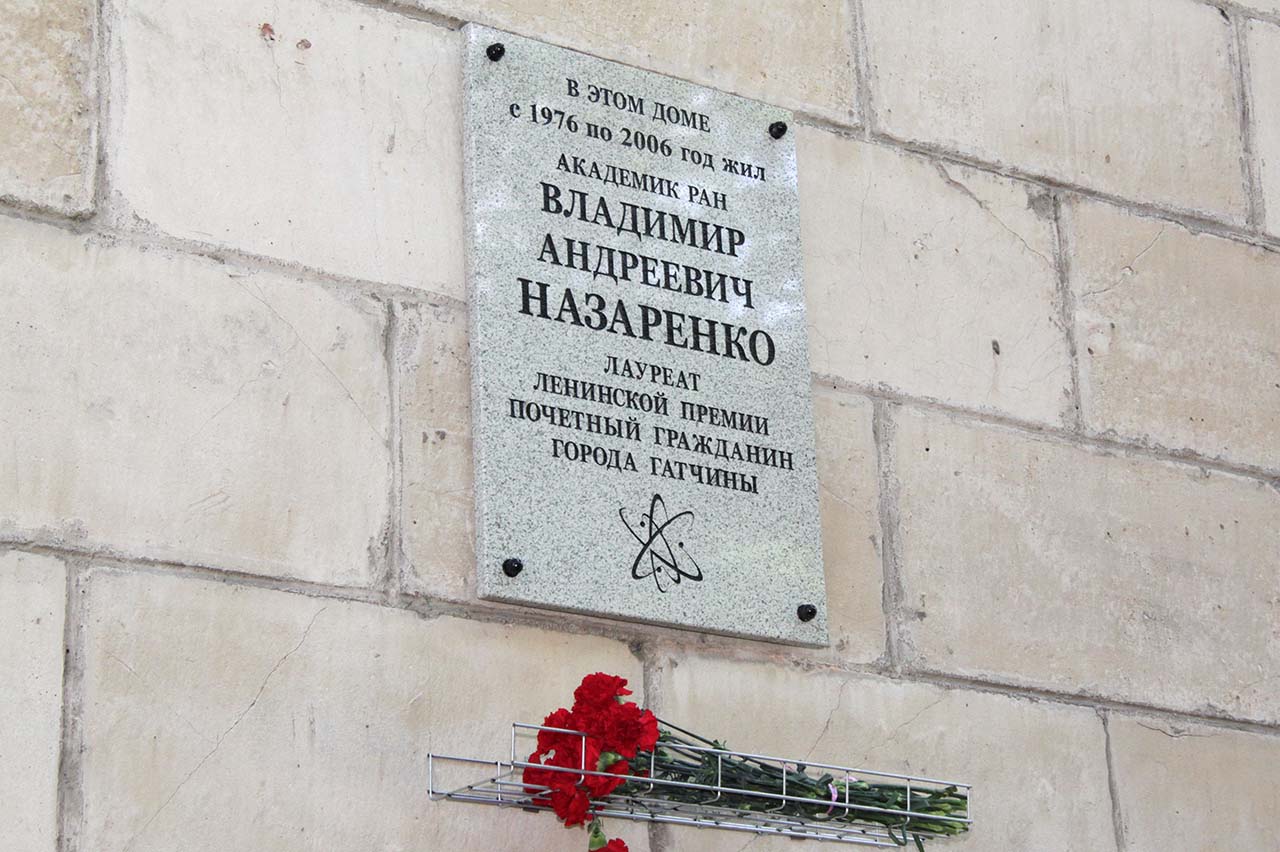 В ЭТОМ ДОМЕ
с 1976 по 2006 год жил
АКАДЕМИК РАН
ВЛАДИМИР
АНДРЕЕВИЧ
НАЗАРЕНКО
ЛАУРЕАТ
ЛЕНИНСКОЙ ПРЕМИИ
ПОЧЕТНЫЙ ГРАЖДАНИН
ГОРОДА ГАТЧИНЫ